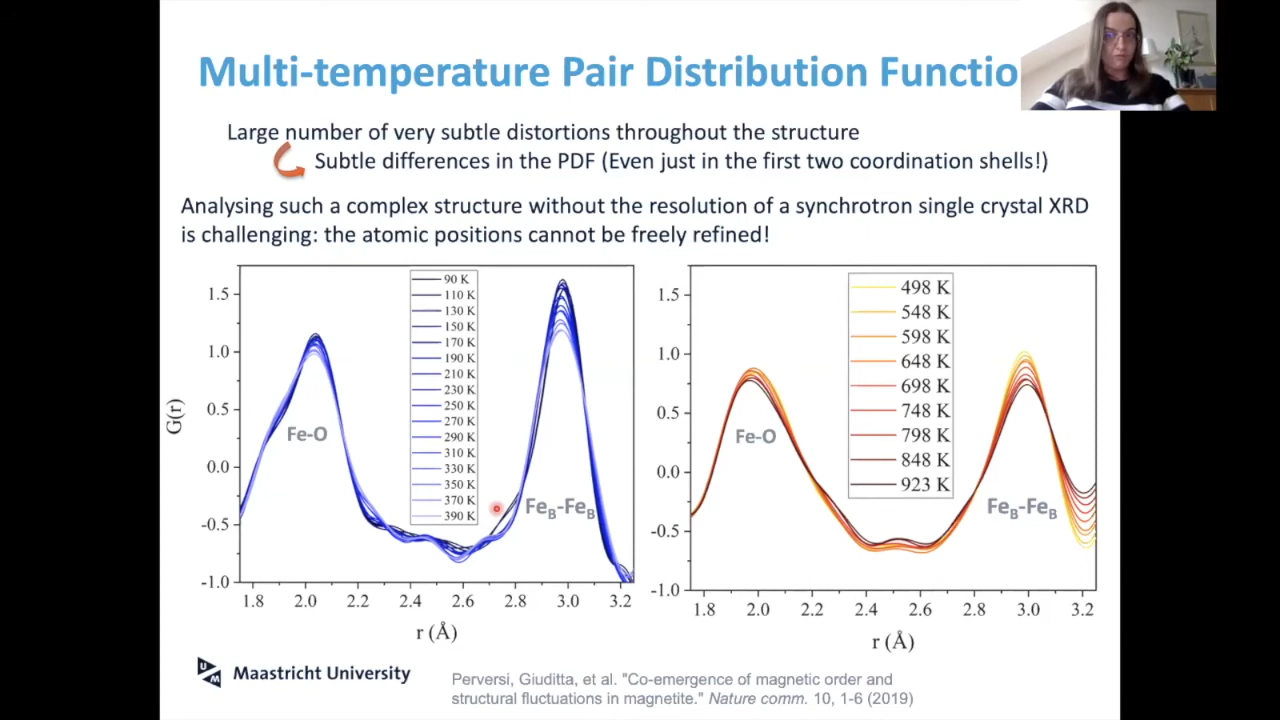 Multi-temperature Pair Distribution Functio
Large number of very subtle distortions throughout the structure
Subtle differences in the PDF (Even just in the first two coordination shells!)
Analysing such a complex structure without the resolution of a synchrotron single crystal XRD
is challenging: the atomic positions cannot be freely refined!
90 K
110 K
130 K
150 K
170 K
190 K
210 K
230 K
250 K
270 K
290 K
310 K
330 K
350 K
370 K
390 K
1.5
1.0
0.5
0.0
-0.5
-1.0
G(r)
Fe-O
FeB-FeB
1.8 2.0 2.2 2.4 2.6 2.8 3.0 3.2
r (Å)
498 K
548 K
598 K
648 K
698 K
748 K
798 K
848 K
923 K
1.5
1.0
0.5
0.0
-0.5
-1.0
Fe-O
FeB-FeB
1.8 2.0 2.2 2.4 2.6 2.8 3.0 3.2
r (Å)
UM
Maastricht University
Perversi, Giuditta, et al. "Co-emergence of magnetic order and
structural fluctuations in magnetite." Nature comm. 10, 1-6 (2019)